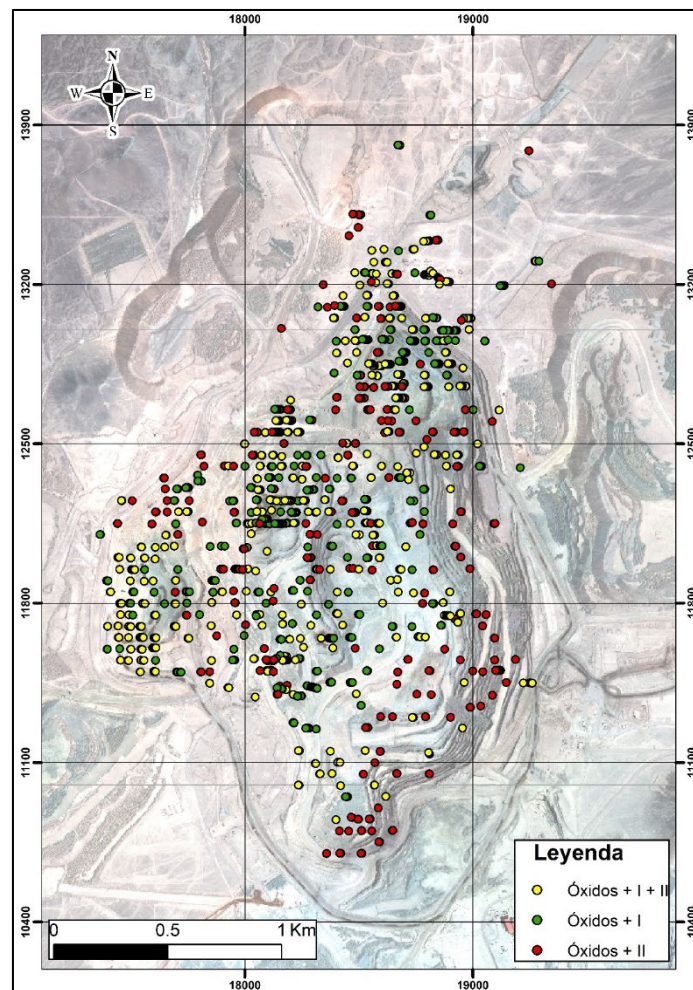 18000 19000
N
W E
S
13900 13900
13200 13200
12500 12500
11800 11800
11100 11100
10400 10400
Leyenda
Óxidos + I + II
Óxidos + I
Óxidos + II
0 0.5 1 Km
18000 19000